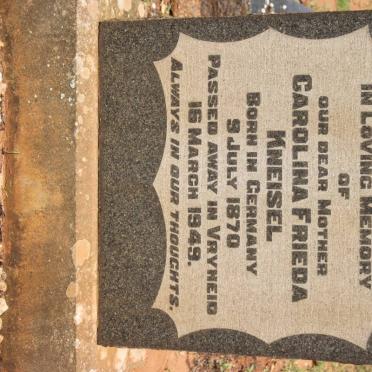 IN LOVING MEMORY
OF
OUR DEAR MOTHER
CAROLINA FRIEDA
KNEISEL
BORN IN GERMANY
9 JULY 1870
PASSED AWAY IN VRYHEID
16 MARCH 1949.
ALWAYS IN OUR THOUGHTS.